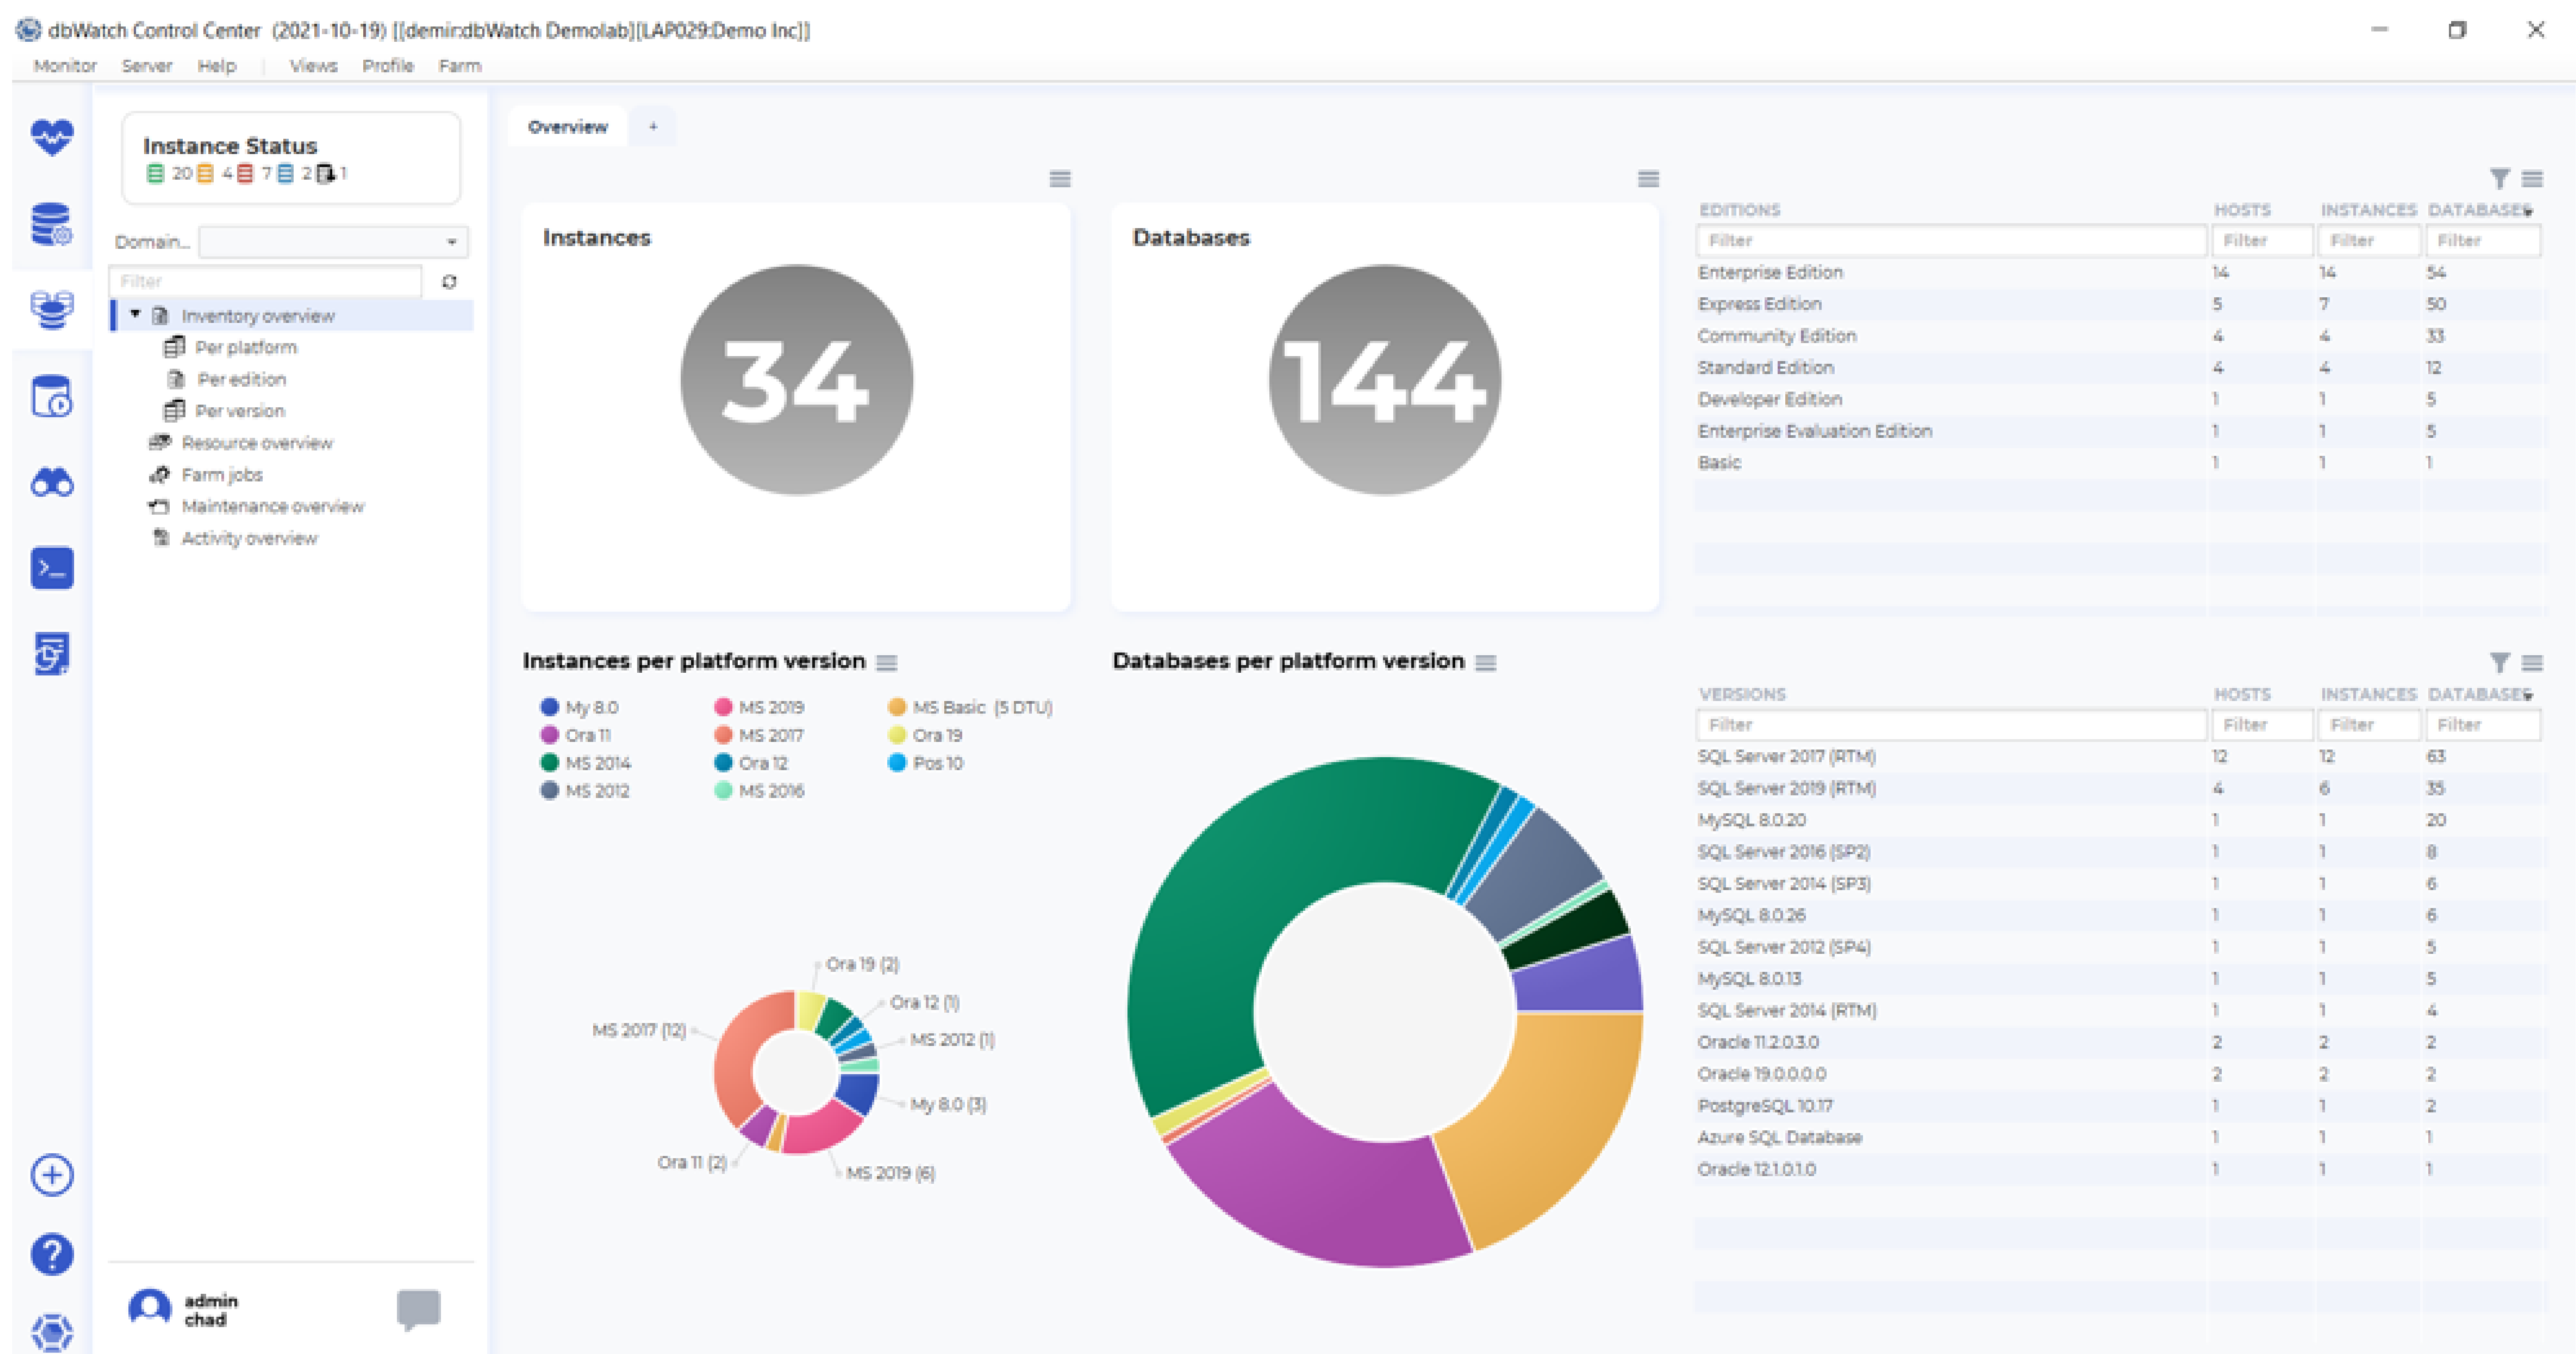 dbWatch Control Center (2021-10-19) [[demir:dbWatch Demolab][LAP029:Demo Inc]]
Monitor Server Help Views Profile Farm
Instance Status
20 4 7 2 1
Domain...
Filter
Inventory overview
Per platform
Per edition
Per version
Resource overview
Farm jobs
Maintenance overview
Activity overview
admin
chad
Overview +
Instances
34
Databases
144
EDITIONS HOSTS INSTANCES DATABASES
Filter Filter Filter Filter
Enterprise Edition 14 14 54
Express Edition 5 7 50
Community Edition 4 4 33
Standard Edition 4 4 12
Developer Edition 1 1 5
Enterprise Evaluation Edition 1 1 5
Basic 1 1 1
Instances per platform version
My 8.0 MS 2019 MS Basic (5 DTU)
Ora 11 MS 2017 Ora 19
MS 2014 Ora 12 Pos 10
MS 2012 MS 2016
Ora 19 (2)
Ora 12 (1)
MS 2017 (12)
MS 2012 (1)
My 8.0 (3)
Ora 11 (2)
MS 2019 (6)
Databases per platform version
VERSIONS HOSTS INSTANCES DATABASES
Filter Filter Filter Filter
SQL Server 2017 (RTM) 12 12 63
SQL Server 2019 (RTM) 4 6 35
MySQL 8.0.20 1 1 20
SQL Server 2016 (SP2) 1 1 8
SQL Server 2014 (SP3) 1 1 6
MySQL 8.0.26 1 1 6
SQL Server 2012 (SP4) 1 1 5
MySQL 8.0.13 1 1 5
SQL Server 2014 (RTM) 1 1 4
Oracle 11.2.0.3.0 2 2 2
Oracle 19.0.0.0.0 2 2 2
PostgreSQL 10.17 1 1 2
Azure SQL Database 1 1 1
Oracle 12.1.0.1.0 1 1 1